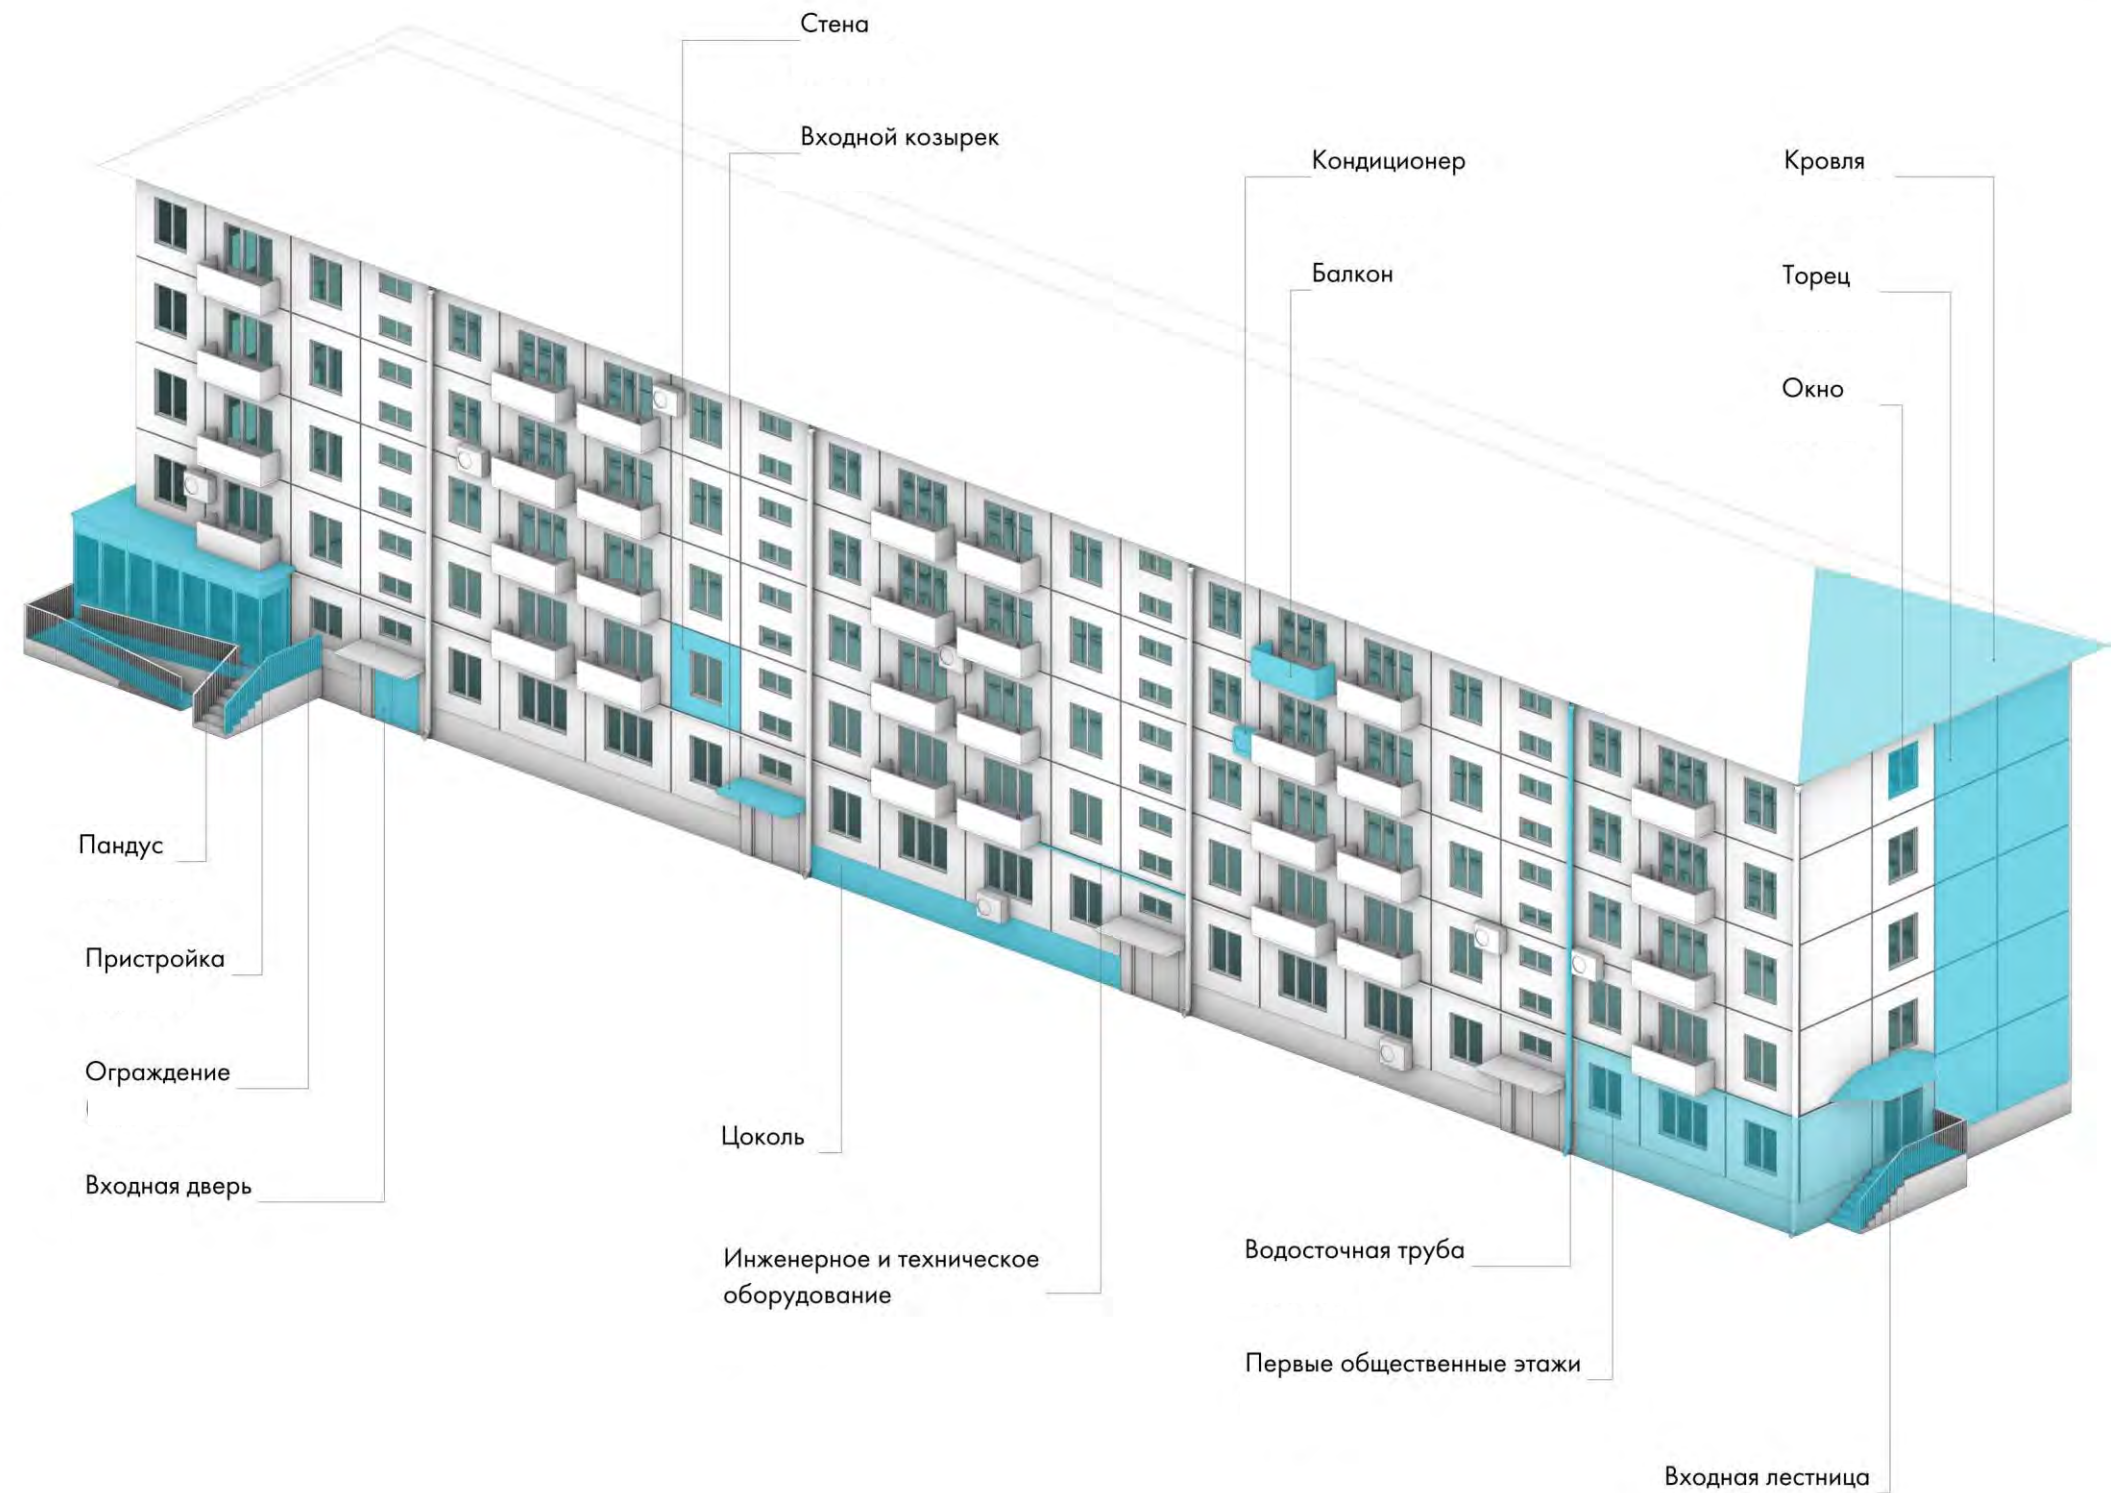 Стена
Входной козырек
Кондиционер
Кровля
Балкон
Торец
Окно
Пандус
Пристройка
Ограждение
Входная дверь
Цоколь
Инженерное и техническое
оборудование
Водосточная труба
Первые общественные этажи
Входная лестница